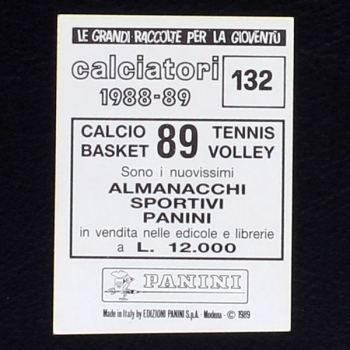 LE GRANDI RACCOLTE PER LA GIOVENTÙ
calciatori
1988-89
132
CALCIO 89 TENNIS
BASKET VOLLEY
Sono i nuovissimi
ALMANACCHI
SPORTIVI
PANINI
in vendita nelle edicole e librerie
a L. 12.000
PANINI
Made in Italy by EDIZIONI PANINI S.p.A. - Modena - © 1989